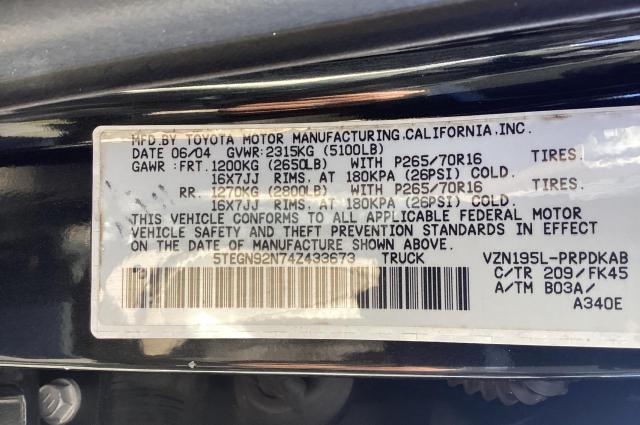 MFD.BY TOYOTA MOTOR MANUFACTURING,CALIFORNIA,INC.
DATE 06/04 GVWR:2315KG (5100LB)
GAWR :FRT.1200KG (2650LB) WITH P265/70R16 TIRES.
16X7JJ RIMS. AT 180KPA (26PSI) COLD.
RR. 1270KG (2800LB) WITH P265/70R16 TIRES.
16X7JJ RIMS. AT 180KPA (26PSI) COLD.
THIS VEHICLE CONFORMS TO ALL APPLICABLE FEDERAL MOTOR
VEHICLE SAFETY AND THEFT PREVENTION STANDARDS IN EFFECT
ON DATE OF MANUFACTURE SHOWN ABOVE.
5TEGN92N74Z433673 TRUCK VZN195L-PRPDKAB
C/TR 209/FK45
A/TM B03A/
A340E